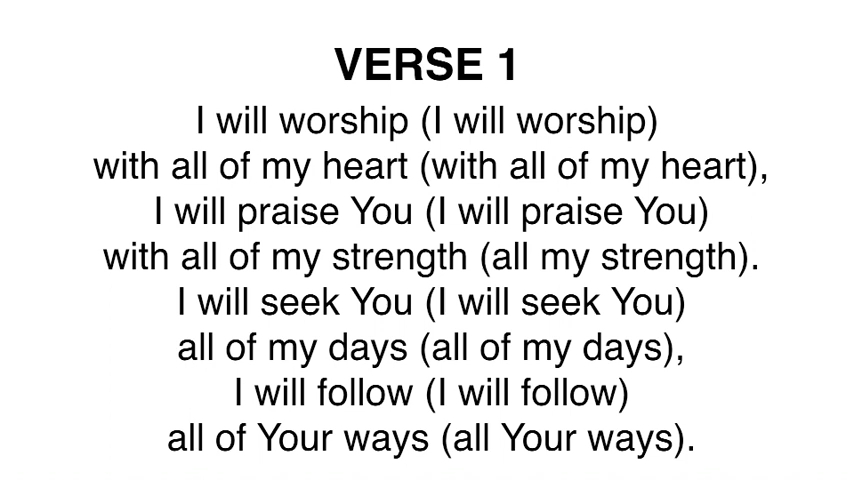 VERSE 1
I will worship (I will worship)
with all of my heart (with all of my heart),
I will praise You (I will praise You)
with all of my strength (all my strength).
I will seek You (I will seek You)
all of my days (all of my days),
I will follow (I will follow)
all of Your ways (all Your ways).